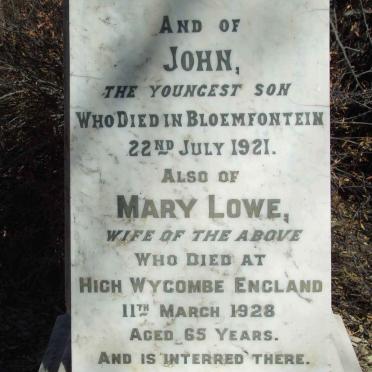 And of
John,
the youngest son
Who Died in Bloemfontein
22nd July 1921.
Also of
Mary Lowe,
wife of the above
Who Died at
High Wycombe England
11th March 1928
Aged 65 Years.
And is interred there.